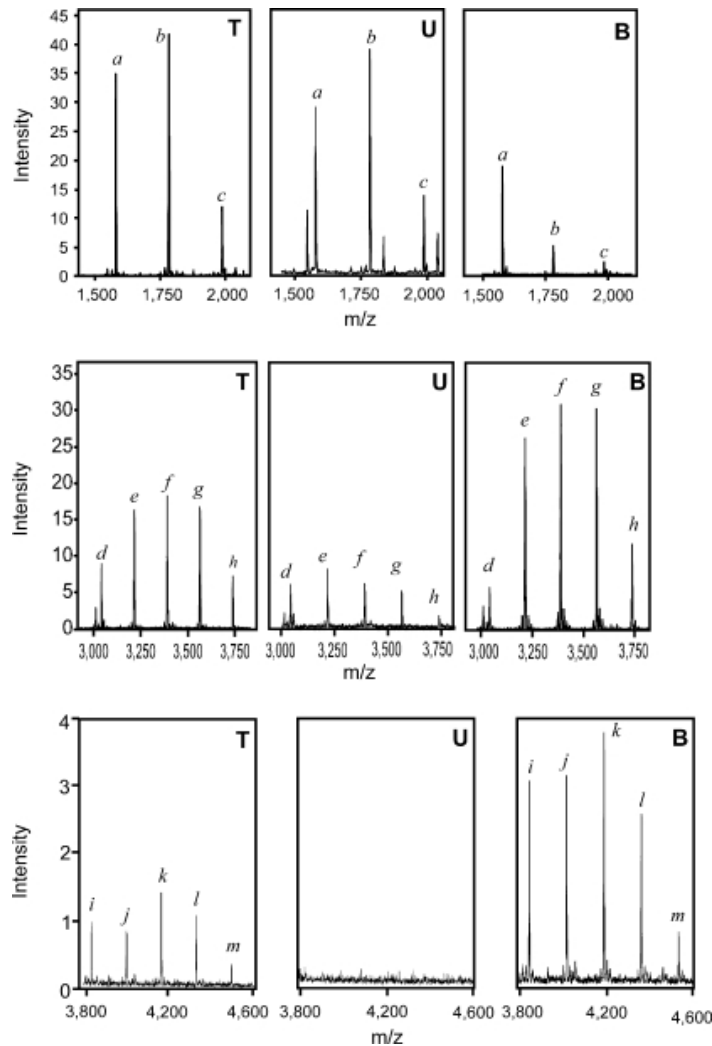 T U B
45
40
35
30
25
20
15
10
5
0
Intensity
a b c
a b c
a b c
1,500 1,750 2,000 1,500 1,750 2,000 1,500 1,750 2,000
m/z
T U B
35
30
25
20
15
10
5
0
Intensity
d e f g h
d e f g h
d e f g h
3,000 3,250 3,500 3,750 3,000 3,250 3,500 3,750 3,000 3,250 3,500 3,750
m/z
T U B
4
3
2
1
0
Intensity
i j k l m
i j k l m
3,800 4,200 4,600 3,800 4,200 4,600 3,800 4,200 4,600
m/z